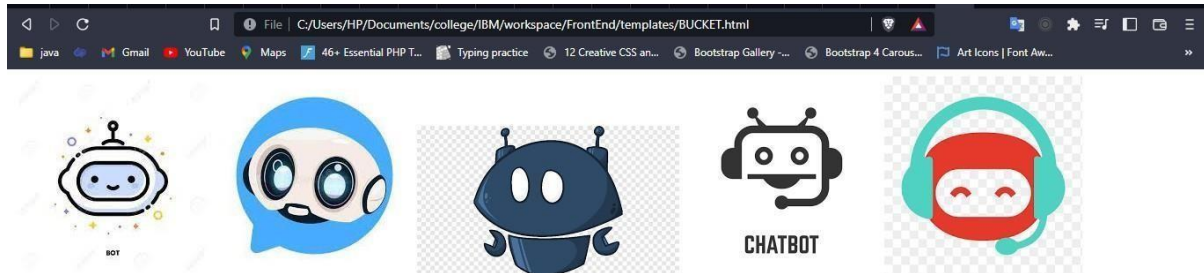 File C:/Users/HP/Documents/college/IBM/workspace/FrontEnd/templates/BUCKET.html
java Gmail YouTube Maps 46+ Essential PHP T... Typing practice 12 Creative CSS an... Bootstrap Gallery -... Bootstrap 4 Carous... Art Icons | Font Aw... »
BOT
CHATBOT